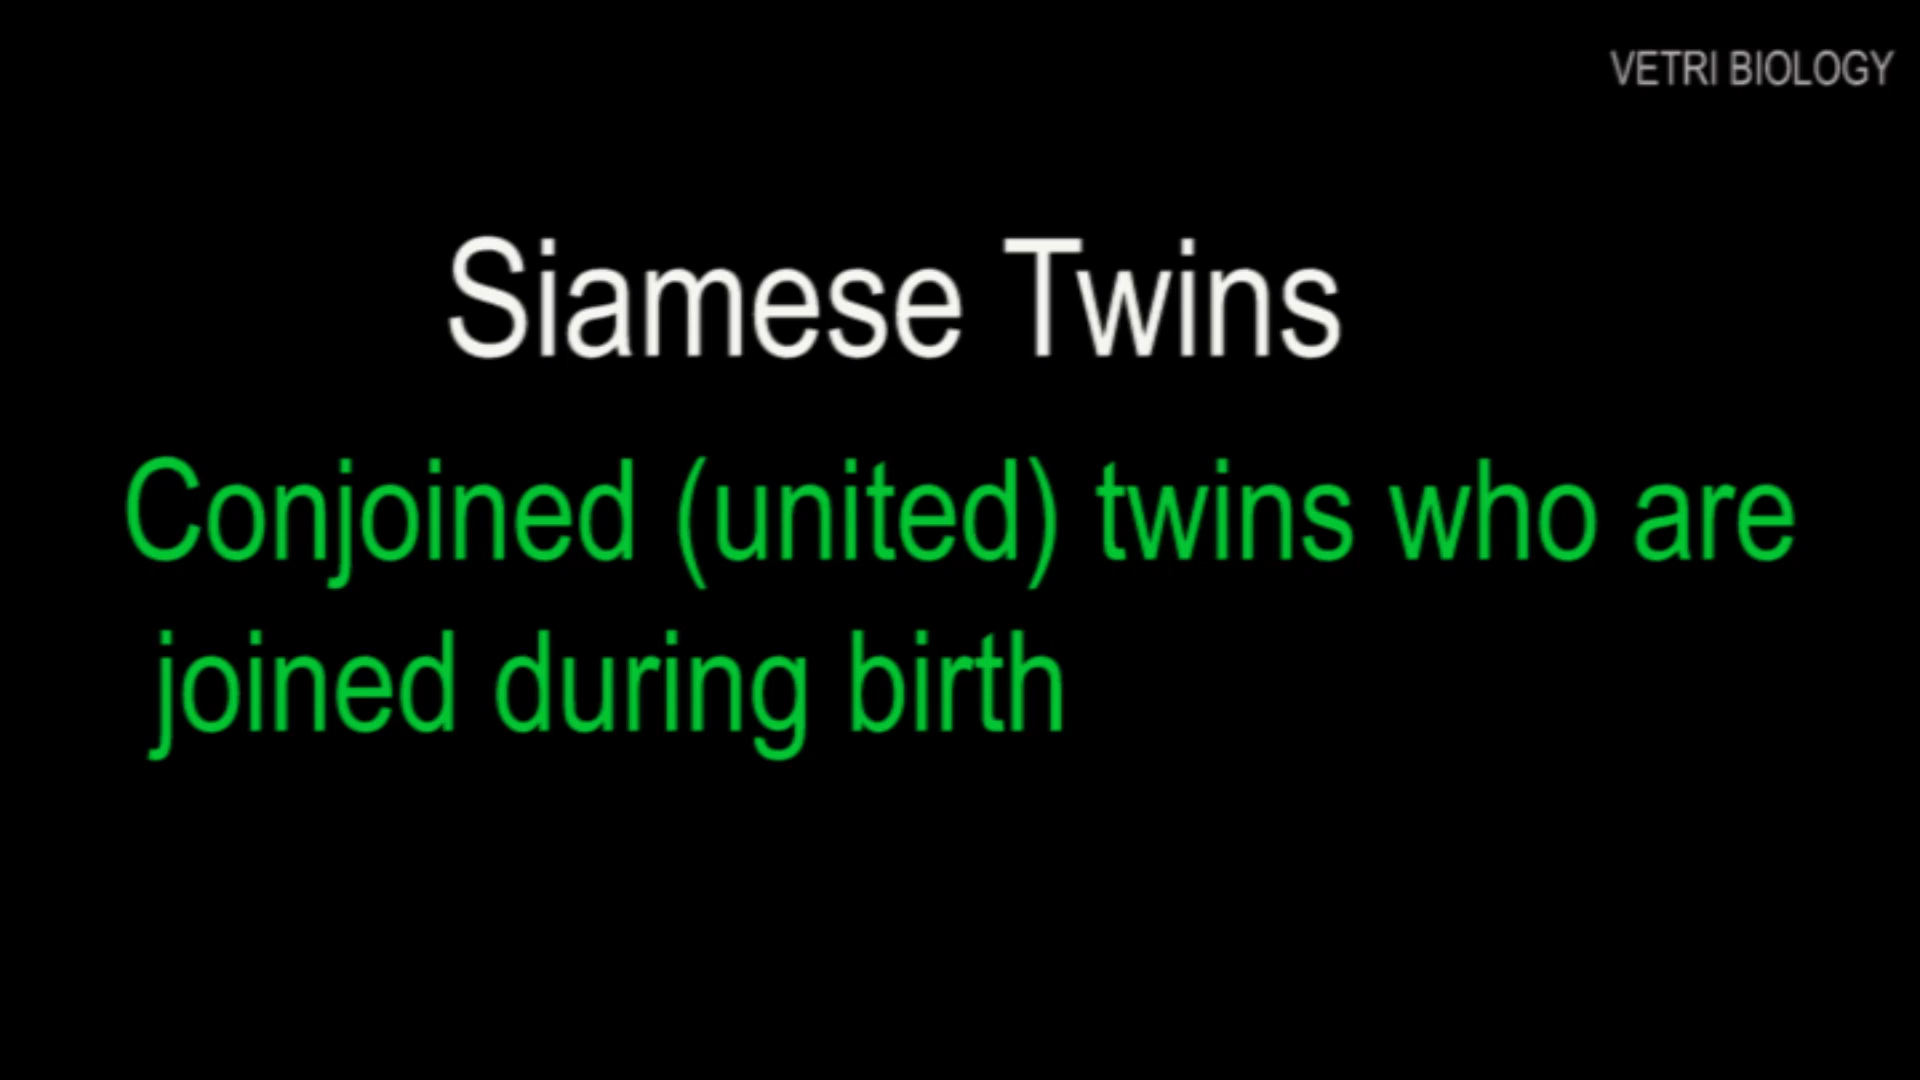 VETRI BIOLOGY
Siamese Twins
Conjoined (united) twins who are
joined during birth